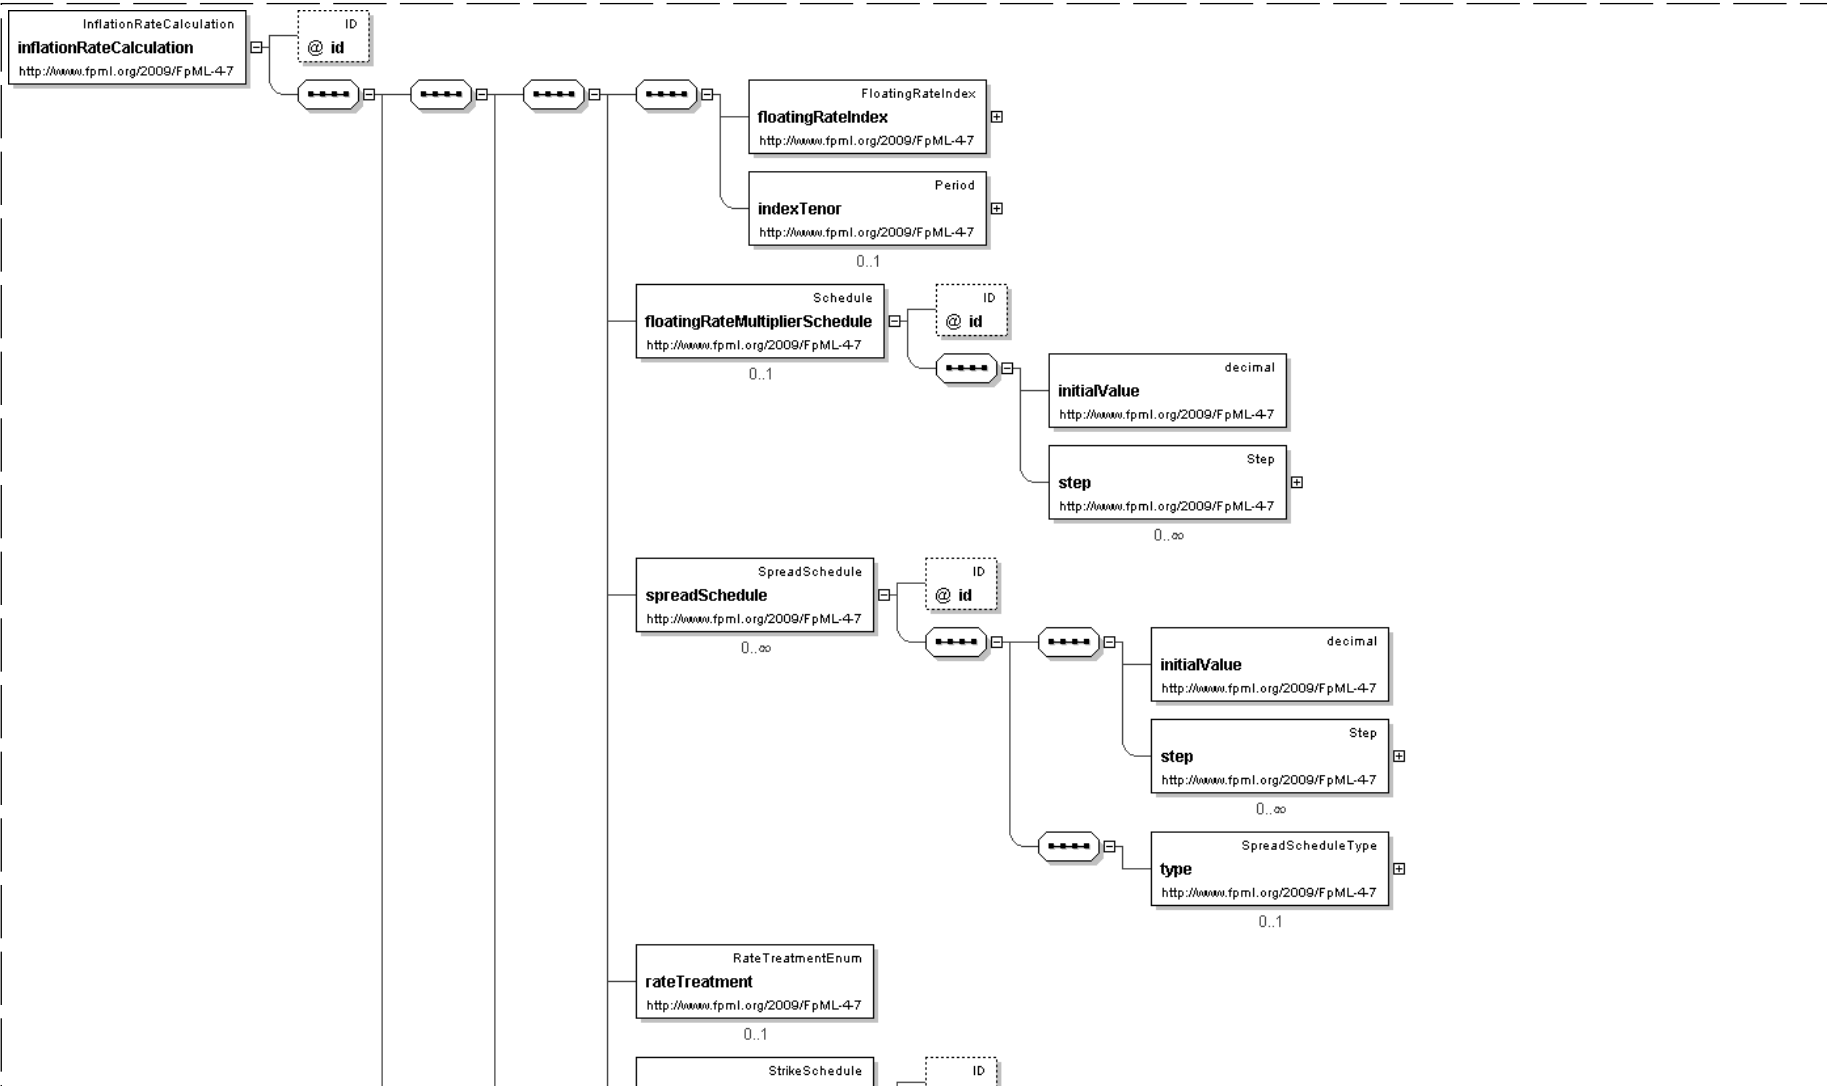 InflationRateCalculation
inflationRateCalculation
http://www.fpml.org/2009/FpML-4-7
ID
@ id
FloatingRateIndex
floatingRateIndex
http://www.fpml.org/2009/FpML-4-7
Period
indexTenor
http://www.fpml.org/2009/FpML-4-7
0..1
Schedule
floatingRateMultiplierSchedule
http://www.fpml.org/2009/FpML-4-7
0..1
ID
@ id
decimal
initialValue
http://www.fpml.org/2009/FpML-4-7
Step
step
http://www.fpml.org/2009/FpML-4-7
0..∞
SpreadSchedule
spreadSchedule
http://www.fpml.org/2009/FpML-4-7
0..∞
ID
@ id
decimal
initialValue
http://www.fpml.org/2009/FpML-4-7
Step
step
http://www.fpml.org/2009/FpML-4-7
0..∞
SpreadScheduleType
type
http://www.fpml.org/2009/FpML-4-7
0..1
RateTreatmentEnum
rateTreatment
http://www.fpml.org/2009/FpML-4-7
0..1
StrikeSchedule
ID